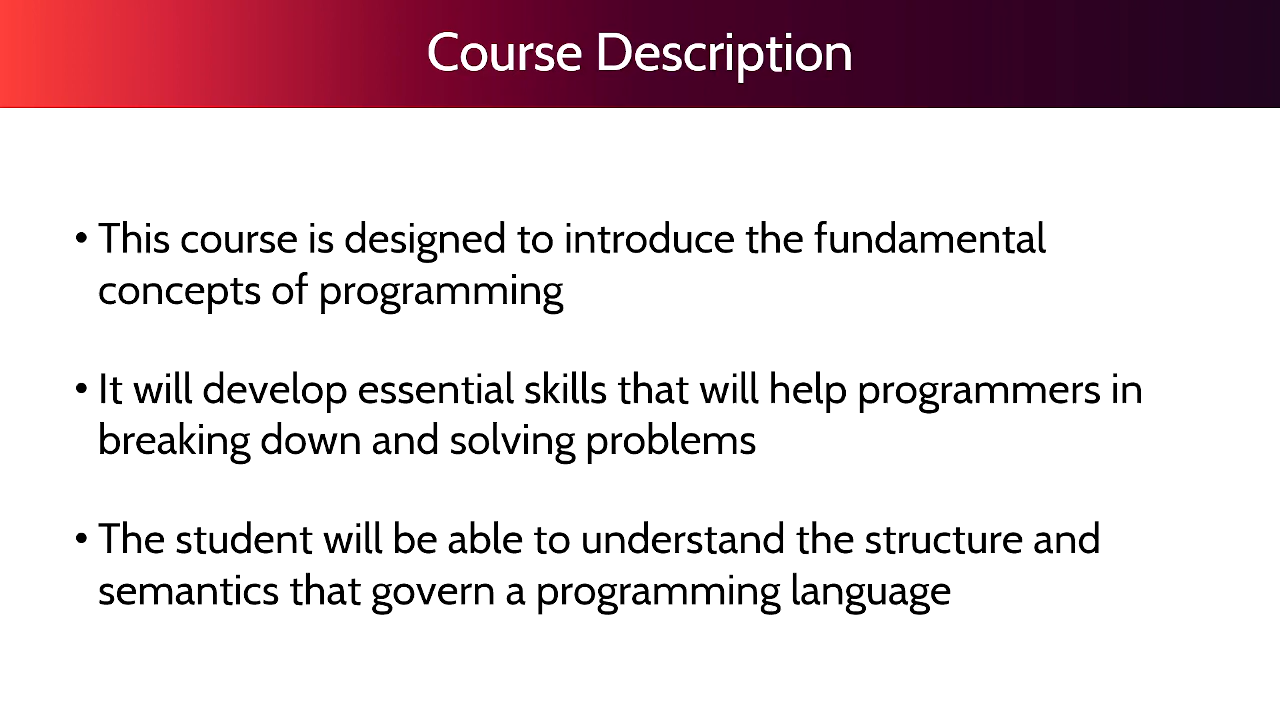 Course Description
• This course is designed to introduce the fundamental
concepts of programming
• It will develop essential skills that will help programmers in
breaking down and solving problems
• The student will be able to understand the structure and
semantics that govern a programming language